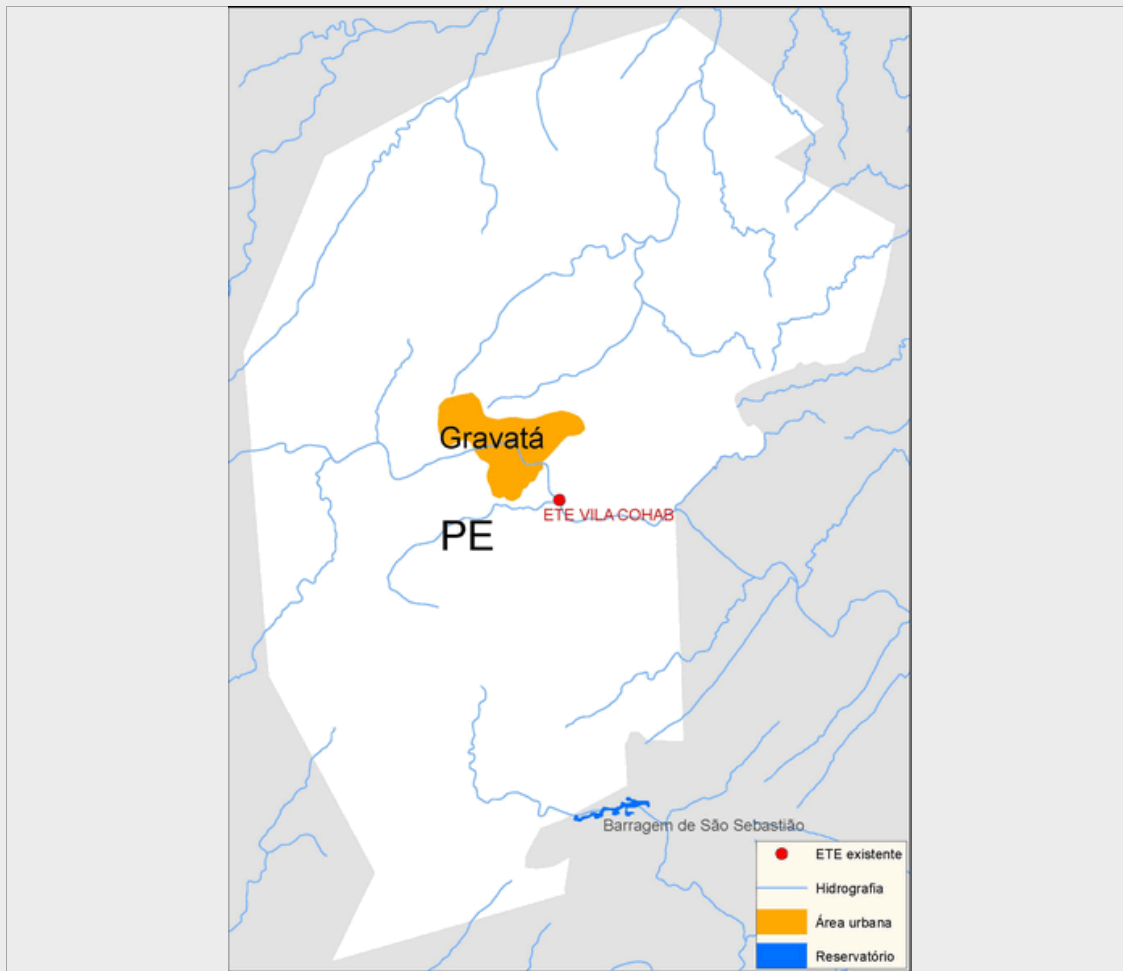 Gravatá
ETE VILA COHAB
PE
Barragem de São Sebastião
ETE existente
Hidrografia
Área urbana
Reservatório